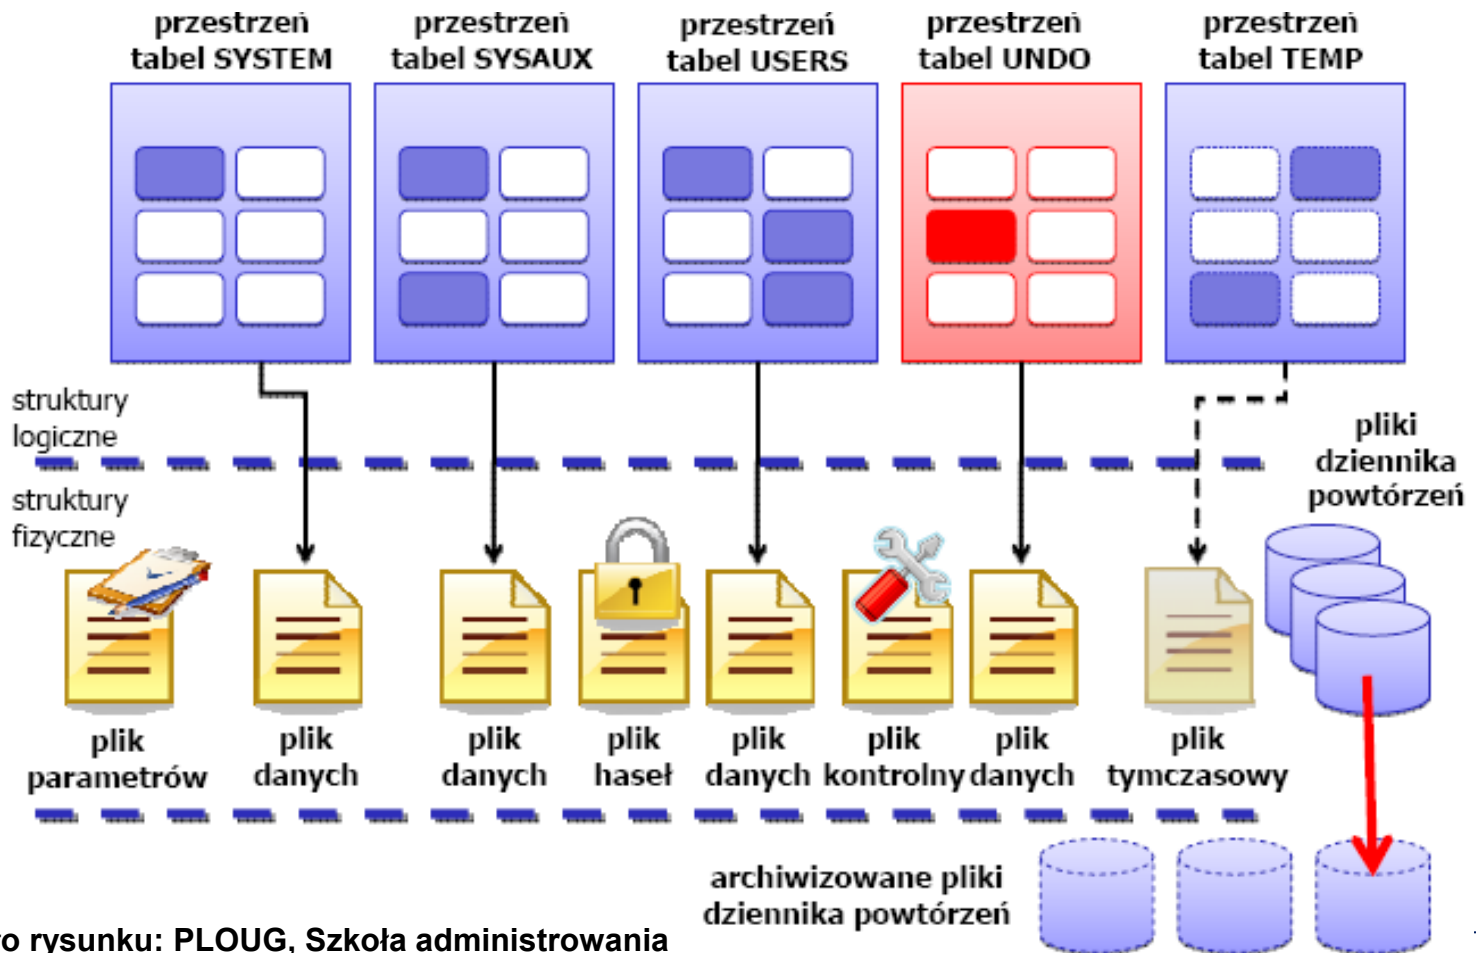 przestrzeń
tabel SYSTEM
przestrzeń
tabel SYSAUX
przestrzeń
tabel USERS
przestrzeń
tabel UNDO
przestrzeń
tabel TEMP
struktury
logiczne
pliki
dziennika
powtórzeń
struktury
fizyczne
plik
parametrów
plik
danych
plik
danych
plik
haseł
plik
danych
plik
kontrolny
plik
danych
plik
tymczasowy
archiwizowane pliki
dziennika powtórzeń
rysunku: PLOUG, Szkoła administrowania